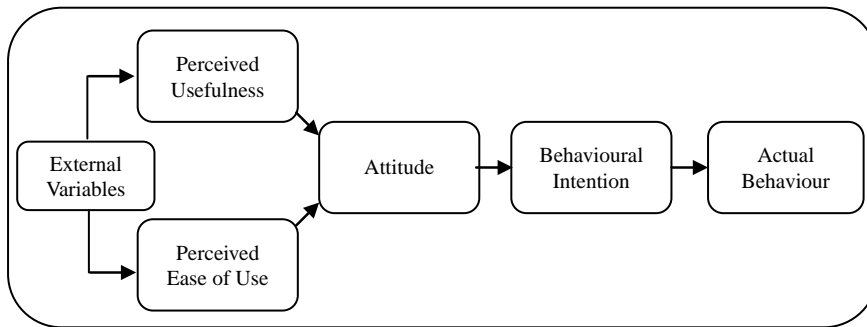 Perceived
Usefulness
External
Variables
Attitude
Behavioural
Intention
Actual
Behaviour
Perceived
Ease of Use